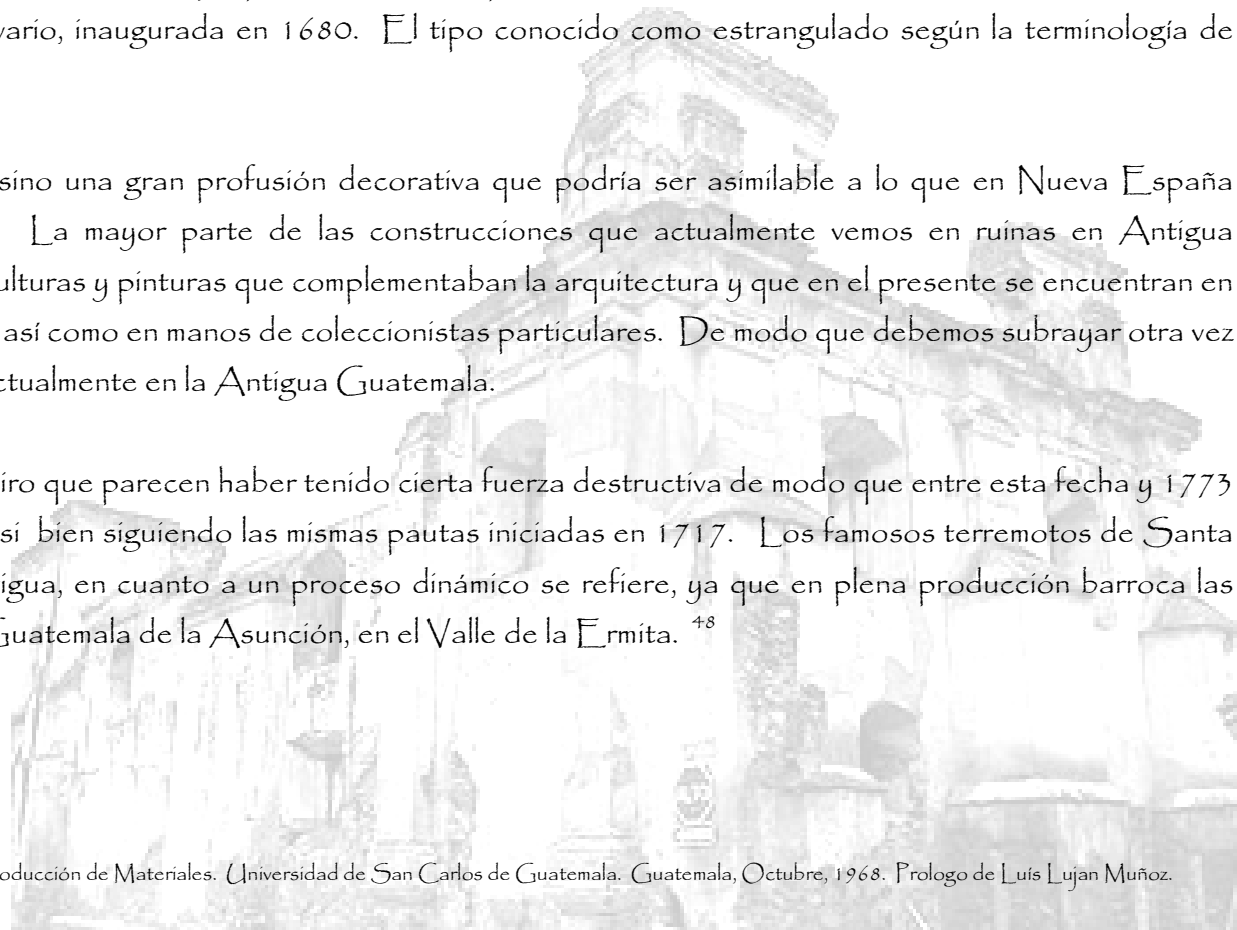 vario, inaugurada en 1680. El tipo conocido como estrangulado según la terminología de
sino una gran profusión decorativa que podría ser asimilable a lo que en Nueva España
La mayor parte de las construcciones que actualmente vemos en ruinas en Antigua
ulturas y pinturas que complementaban la arquitectura y que en el presente se encuentran en
así como en manos de coleccionistas particulares. De modo que debemos subrayar otra vez
ctualmente en la Antigua Guatemala.
iro que parecen haber tenido cierta fuerza destructiva de modo que entre esta fecha y 1773
si bien siguiendo las mismas pautas iniciadas en 1717. Los famosos terremotos de Santa
igua, en cuanto a un proceso dinámico se refiere, ya que en plena producción barroca las
Guatemala de la Asunción, en el Valle de la Ermita. 48
oducción de Materiales. Universidad de San Carlos de Guatemala. Guatemala, Octubre, 1968. Prologo de Luís Lujan Muñoz.